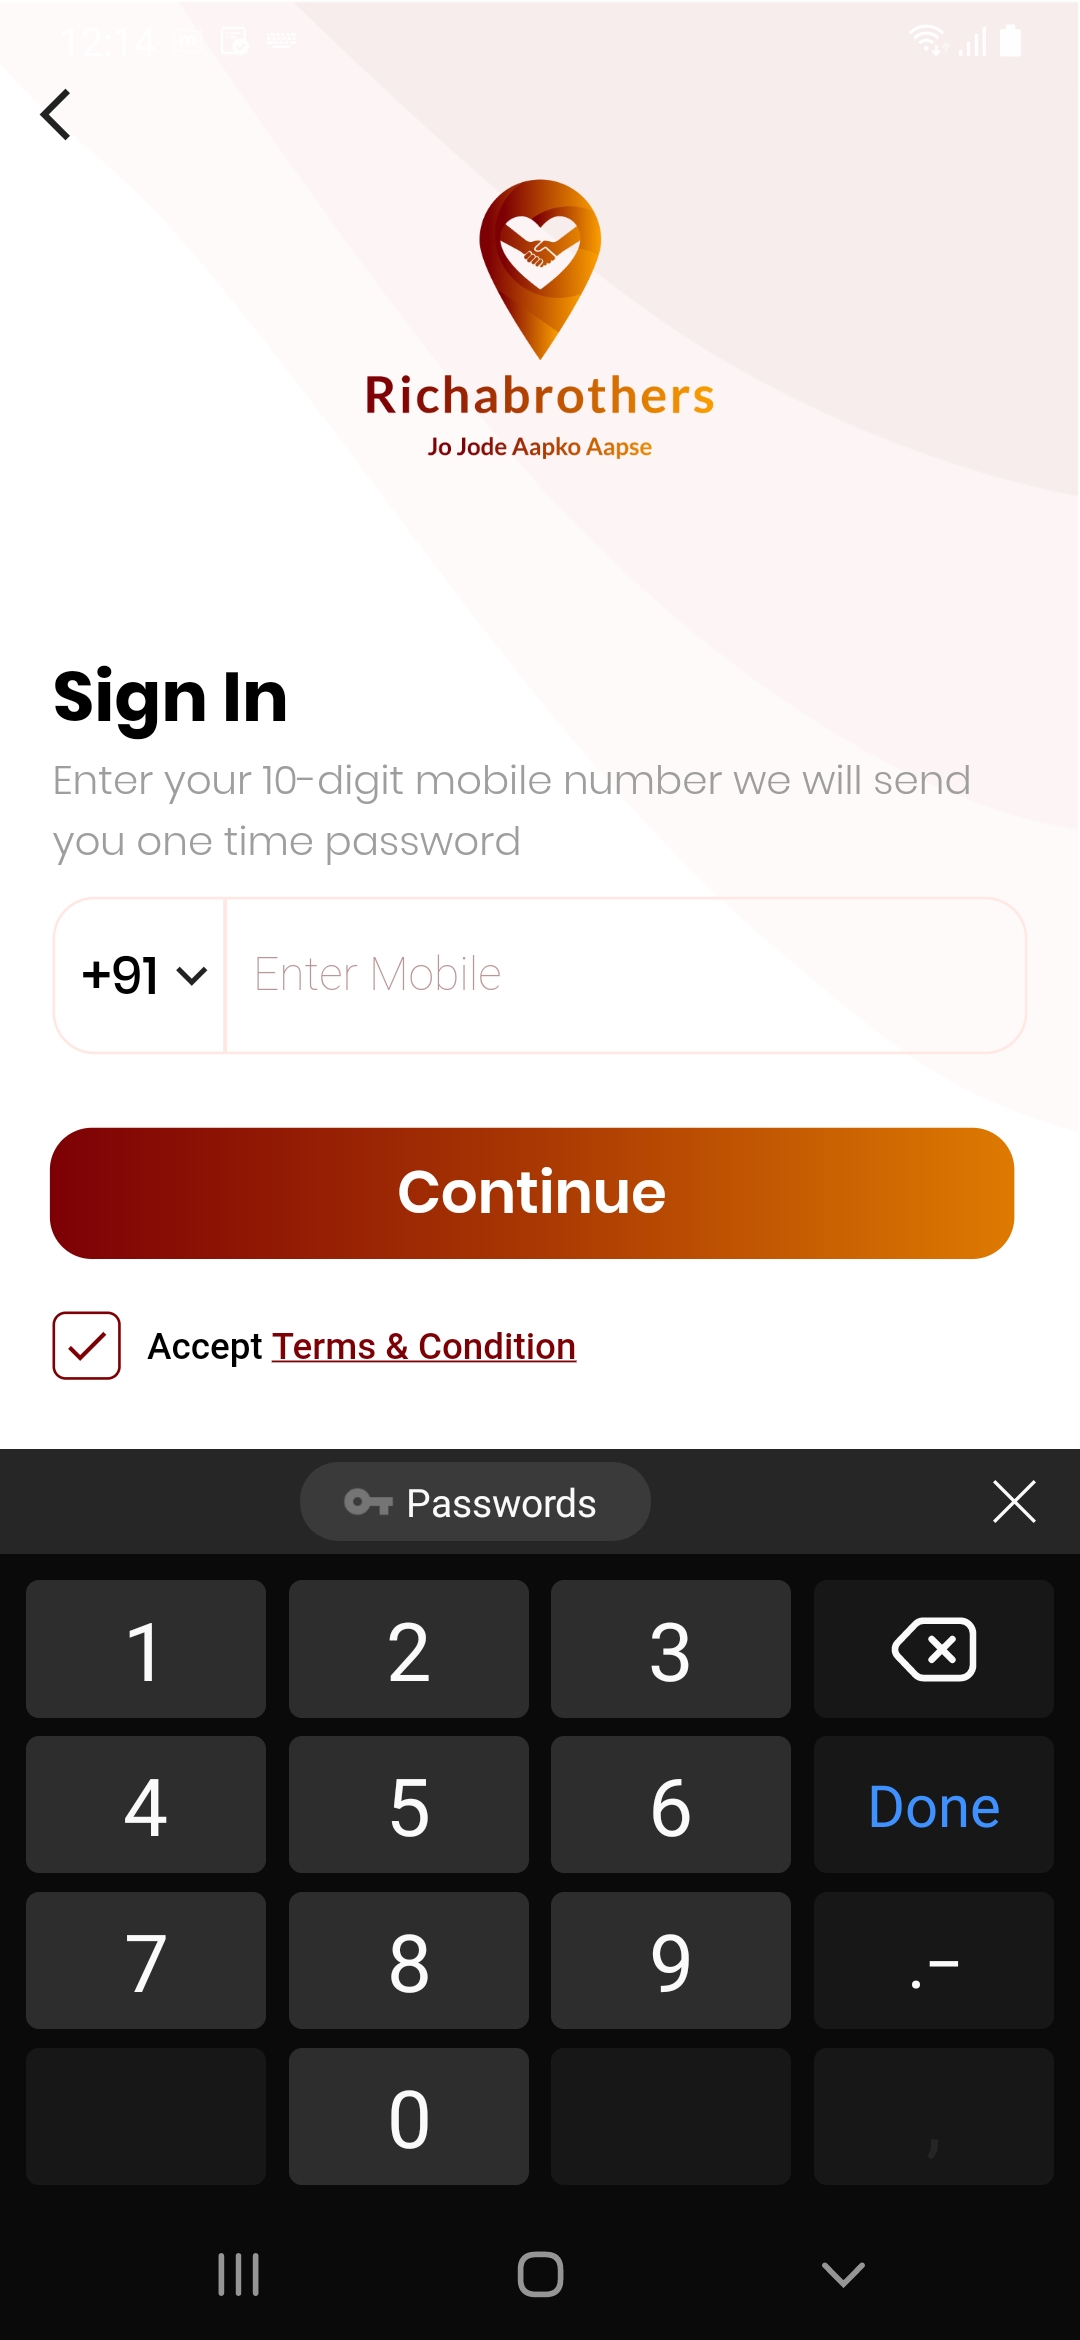 12:14
Richabrothers
Jo Jode Aapko Aapse
Sign In
Enter your 10-digit mobile number we will send
you one time password
+91 Enter Mobile
Continue
Accept Terms & Condition
Passwords
1 2 3
4 5 6 Done
7 8 9 .-
0 ,